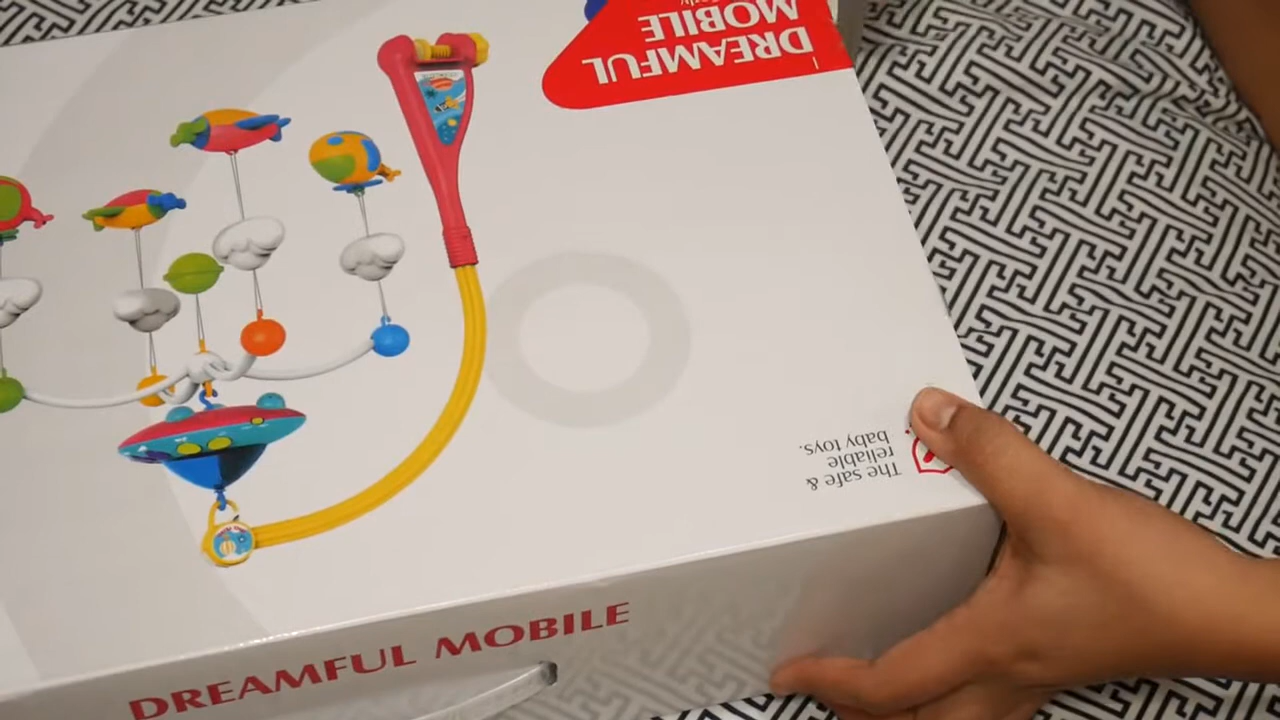 DREAMFUL
MOBILE
The safe &
reliable
baby toys.
DREAMFUL MOBILE